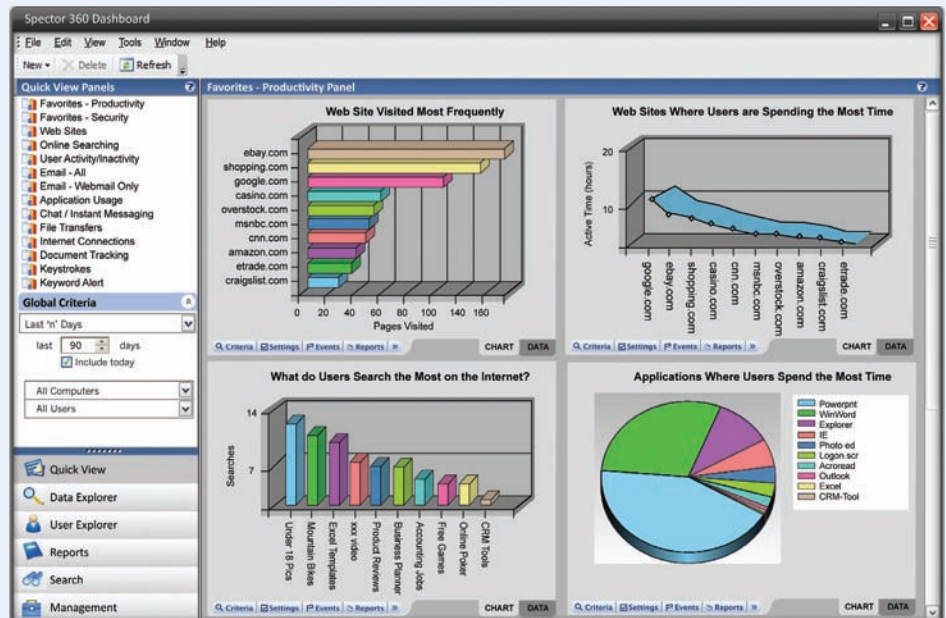 Spector 360 Dashboard
File Edit View Tools Window Help
New Delete Refresh
Quick View Panels
Favorites - Productivity
Favorites - Security
Web Sites
Online Searching
User Activity/Inactivity
Email - All
Email - Webmail Only
Application Usage
Chat / Instant Messaging
File Transfers
Internet Connections
Document Tracking
Keystrokes
Keyword Alert
Global Criteria
Last 'n' Days
last 90 days
Include today
All Computers
All Users
Quick View
Data Explorer
User Explorer
Reports
Search
Management
Favorites - Productivity Panel
Web Site Visited Most Frequently
ebay.com
shopping.com
google.com
casino.com
overstock.com
msnbc.com
cnn.com
amazon.com
etrade.com
craigslist.com
0 20 40 60 80 100 120 140 160
Pages Visited
Criteria Settings Events Reports »
CHART DATA
Web Sites Where Users are Spending the Most Time
20
10
Active Time (hours)
google.com
ebay.com
shopping.com
casino.com
cnn.com
msnbc.com
overstock.com
amazon.com
craigslist.com
etrade.com
Criteria Settings Events Reports »
CHART DATA
What do Users Search the Most on the Internet?
14
7
Searches
Under 18 Pics
Mountain Bikes
Excel Templates
xxx video
Product Reviews
Business Planner
Accounting Jobs
Free Games
Online Poker
CRM Tools
Criteria Settings Events Reports »
CHART DATA
Applications Where Users Spend the Most Time
Powerpnt
WinWord
Explorer
IE
Photo ed
Logon.scr
Acroread
Outlook
Excel
CRM-Tool
Criteria Settings Events Reports »
CHART DATA